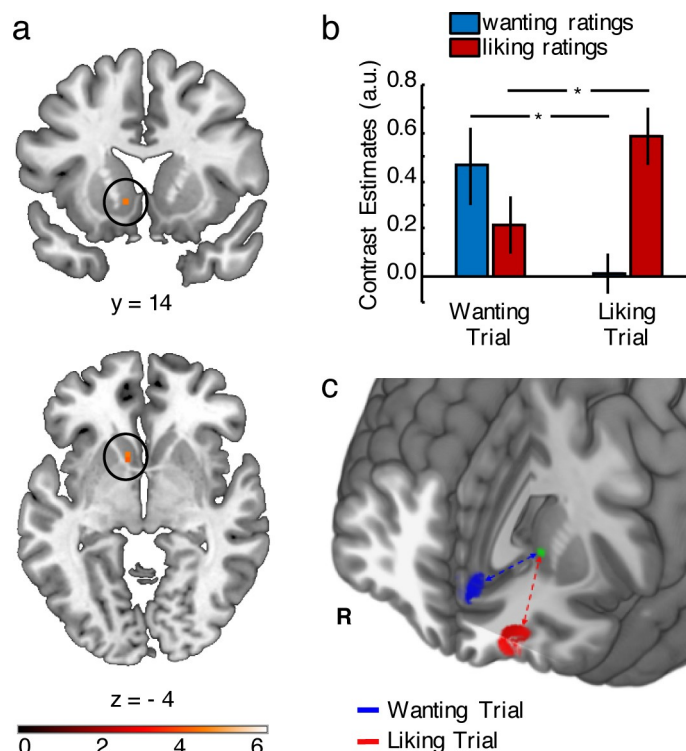 a
y = 14
z = - 4
0 2 4 6
b
wanting ratings
liking ratings
Contrast Estimates (a.u.)
0.8
0.6
0.4
0.2
0.0
*
*
Wanting Trial
Liking Trial
c
R
Wanting Trial
Liking Trial